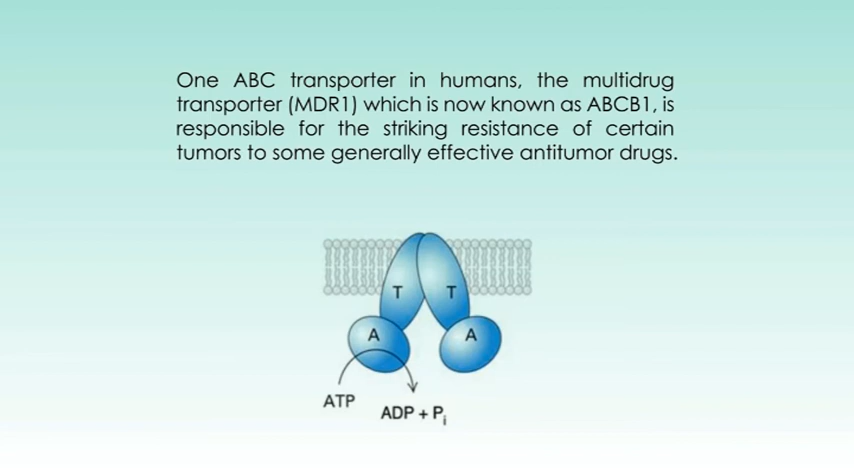 One ABC transporter in humans, the multidrug
transporter (MDR1) which is now known as ABCB1, is
responsible for the striking resistance of certain
tumors to some generally effective antitumor drugs.
T T
A A
ATP
ADP + Pi